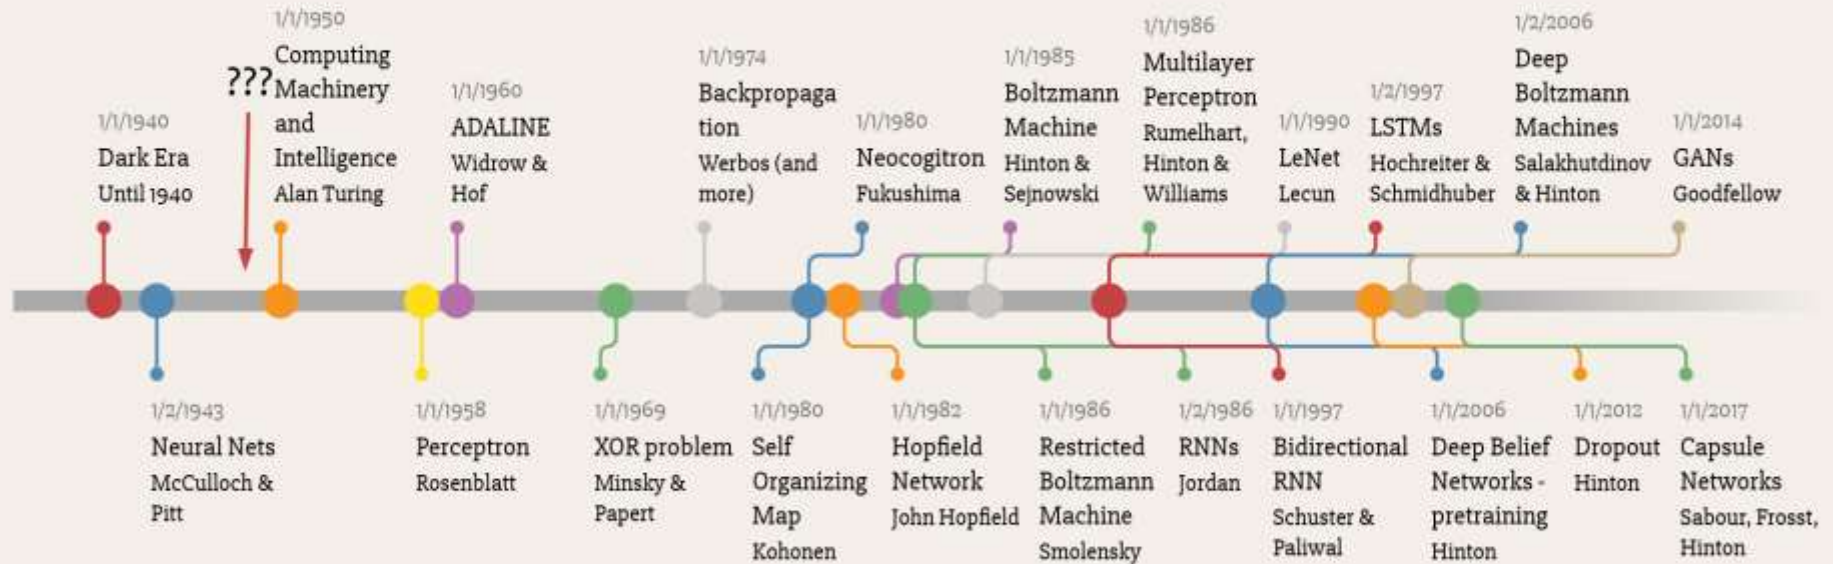 1/1/1940
Dark Era
Until 1940
???
1/1/1950
Computing
Machinery
and
Intelligence
Alan Turing
1/1/1960
ADALINE
Widrow &
Hof
1/1/1974
Backpropaga
tion
Werbos (and
more)
1/1/1980
Neocogitron
Fukushima
1/1/1985
Boltzmann
Machine
Hinton &
Sejnowski
1/1/1986
Multilayer
Perceptron
Rumelhart,
Hinton &
Williams
1/1/1990
LeNet
Lecun
1/2/1997
LSTMs
Hochreiter &
Schmidhuber
1/2/2006
Deep
Boltzmann
Machines
Salakhutdinov
& Hinton
1/1/2014
GANs
Goodfellow
1/2/1943
Neural Nets
McCulloch &
Pitt
1/1/1958
Perceptron
Rosenblatt
1/1/1969
XOR problem
Minsky &
Papert
1/1/1980
Self
Organizing
Map
Kohonen
1/1/1982
Hopfield
Network
John Hopfield
1/1/1986
Restricted
Boltzmann
Machine
Smolensky
1/2/1986
RNNs
Jordan
1/1/1997
Bidirectional
RNN
Schuster &
Paliwal
1/1/2006
Deep Belief
Networks -
pretraining
Hinton
1/1/2012
Dropout
Hinton
1/1/2017
Capsule
Networks
Sabour, Frosst,
Hinton